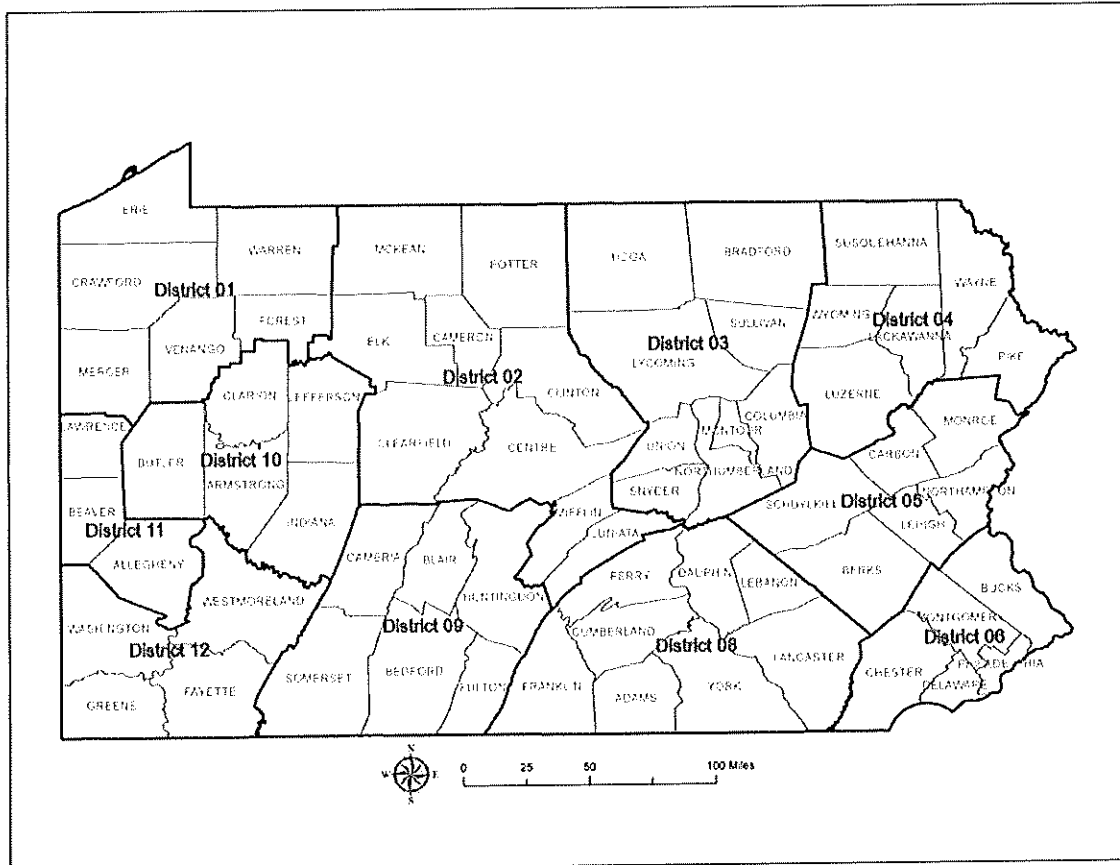 ERIE
WARREN
MCKEAN
POTTER
TIOGA
BRADFORD
SUSQUEHANNA
WAYNE
CRAWFORD
District 01
FOREST
ELK
CAMERON
SULLIVAN
WYOMING
District 04
LACKAWANNA
PIKE
VENANGO
MERCER
District 02
District 03
LYCOMING
CLINTON
LUZERNE
CLARION
JEFFERSON
CLEARFIELD
CENTRE
UNION
MONTOUR
COLUMBIA
MONROE
CARBON
LAWRENCE
BUTLER
District 10
ARMSTRONG
NORTHUMBERLAND
SNYDER
SCHUYLKILL
District 05
NORTHAMPTON
LEHIGH
BEAVER
District 11
INDIANA
MIFFLIN
JUNIATA
ALLEGHENY
CAMBRIA
BLAIR
HUNTINGDON
PERRY
DAUPHIN
LEBANON
BERKS
BUCKS
WESTMORELAND
WASHINGTON
District 12
District 09
CUMBERLAND
District 08
LANCASTER
MONTGOMER
District 06
CHESTER
PHILADELPHIA
DELAWARE
GREENE
FAYETTE
SOMERSET
BEDFORD
FULTON
FRANKLIN
ADAMS
YORK
N
W E
S
0 25 50 100 Miles